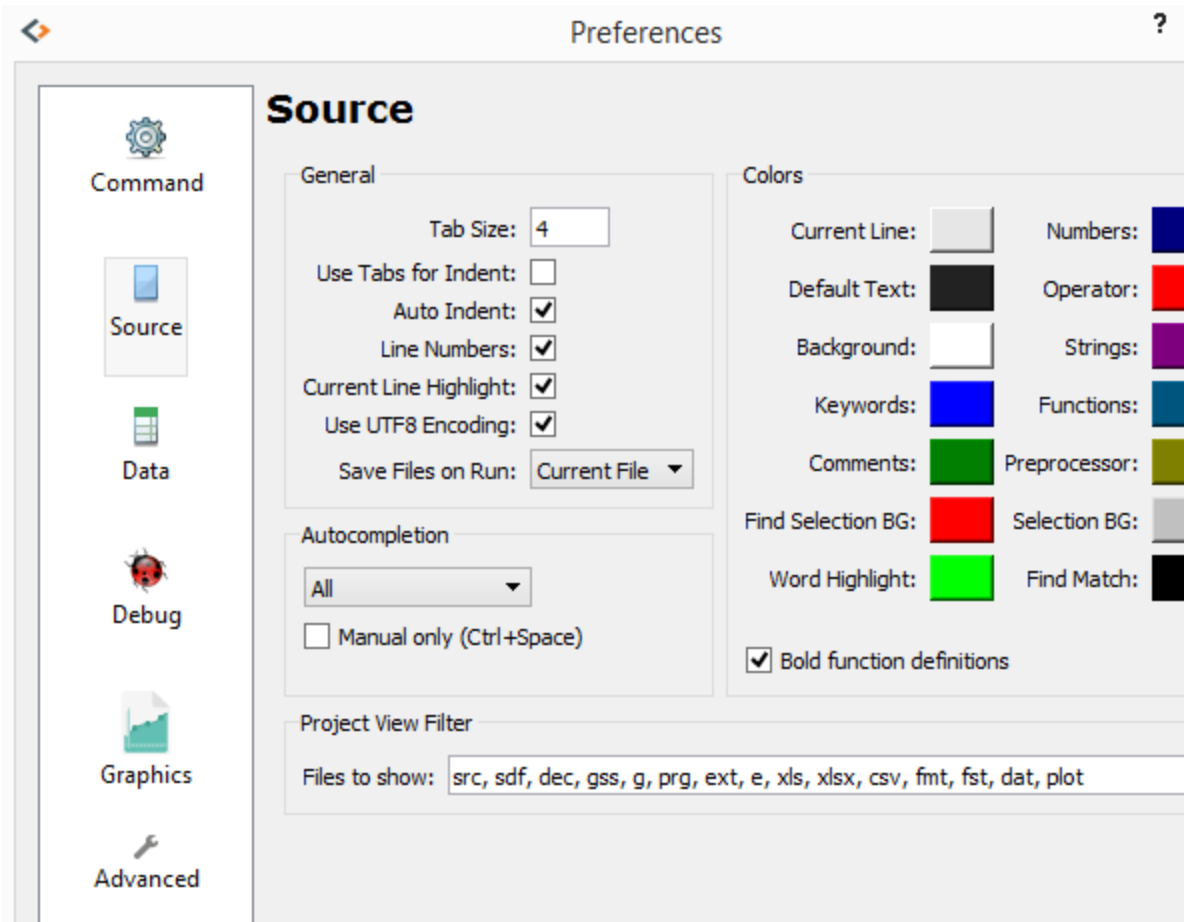 Preferences
?
Command
Source
Data
Debug
Graphics
Advanced
Source
General
Tab Size: 4
Use Tabs for Indent:
Auto Indent:
Line Numbers:
Current Line Highlight:
Use UTF8 Encoding:
Save Files on Run: Current File
Autocompletion
All
Manual only (Ctrl+Space)
Colors
Current Line: Numbers:
Default Text: Operator:
Background: Strings:
Keywords: Functions:
Comments: Preprocessor:
Find Selection BG: Selection BG:
Word Highlight: Find Match:
Bold function definitions
Project View Filter
Files to show: src, sdf, dec, gss, g, prg, ext, e, xls, xlsx, csv, fmt, fst, dat, plot